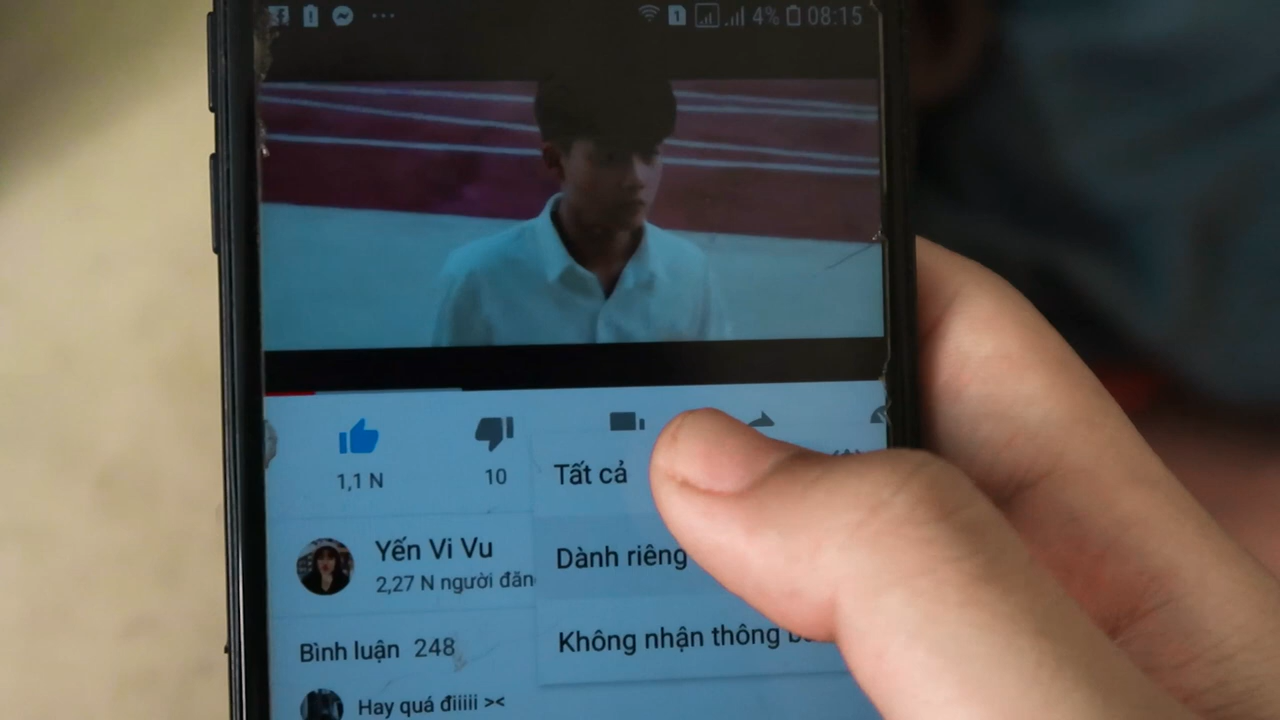 4% 08:15
1,1 N
10
Tất cả
Yến Vi Vu
2,27 N người đăn
Dành riêng
Bình luận 248
Không nhận thông
Hay quá điiiii ><